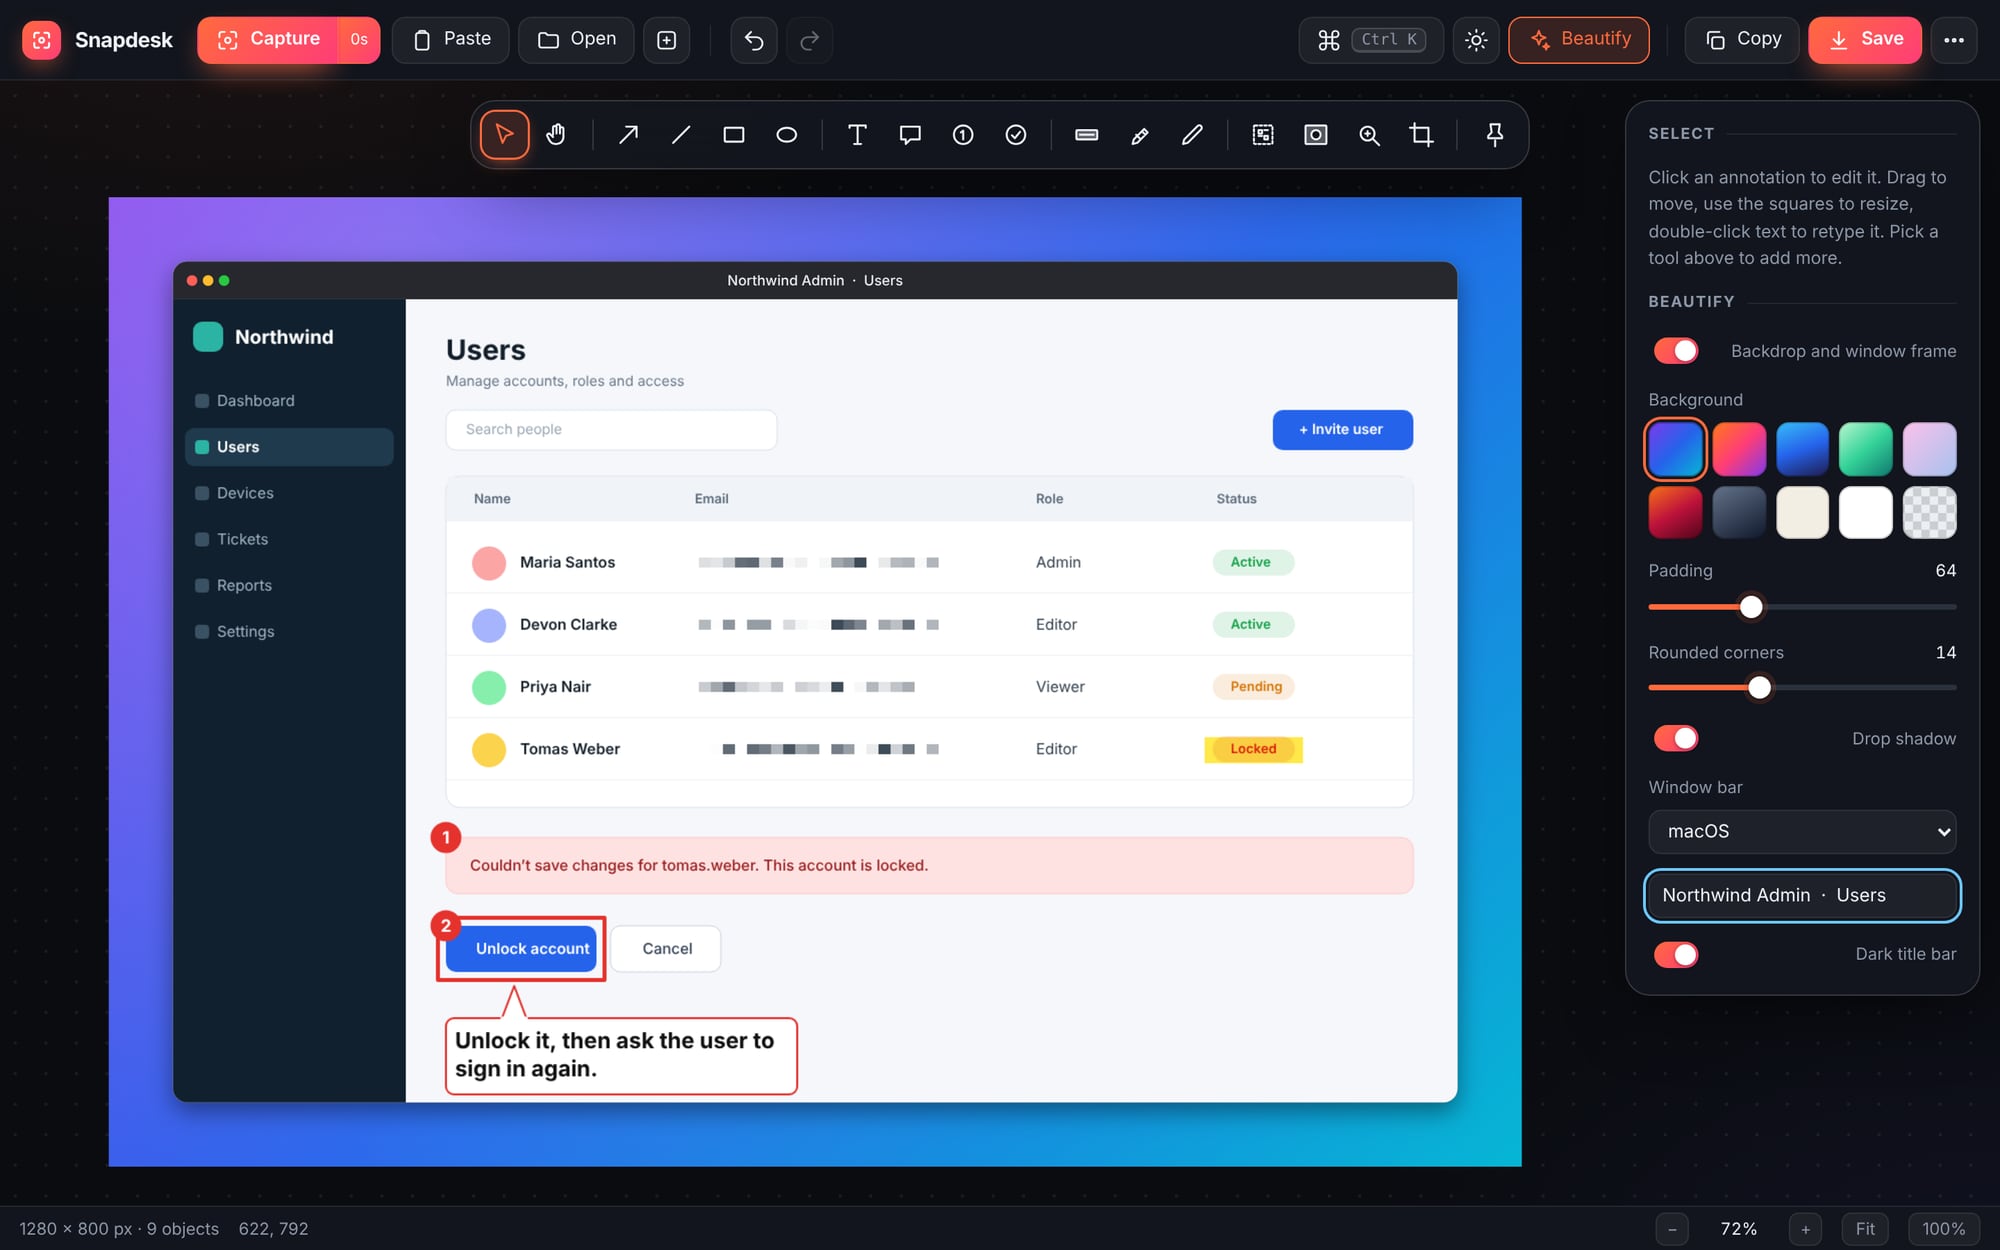 Snapdesk
Capture 0s
Paste
Open
Ctrl K
Beautify
Copy
Save
1
SELECT
Click an annotation to edit it. Drag to
move, use the squares to resize,
double-click text to retype it. Pick a
tool above to add more.
BEAUTIFY
Backdrop and window frame
Background
Padding 64
Rounded corners 14
Drop shadow
Window bar
macOS
Northwind Admin · Users
Dark title bar
Northwind Admin · Users
Northwind
Dashboard
Users
Devices
Tickets
Reports
Settings
Users
Manage accounts, roles and access
Search people
+ Invite user
Name Email Role Status
Maria Santos Admin Active
Devon Clarke Editor Active
Priya Nair Viewer Pending
Tomas Weber Editor Locked
1
Couldn't save changes for tomas.weber. This account is locked.
2
Unlock account
Cancel
Unlock it, then ask the user to
sign in again.
1280 × 800 px · 9 objects 622, 792
− 72% + Fit 100%